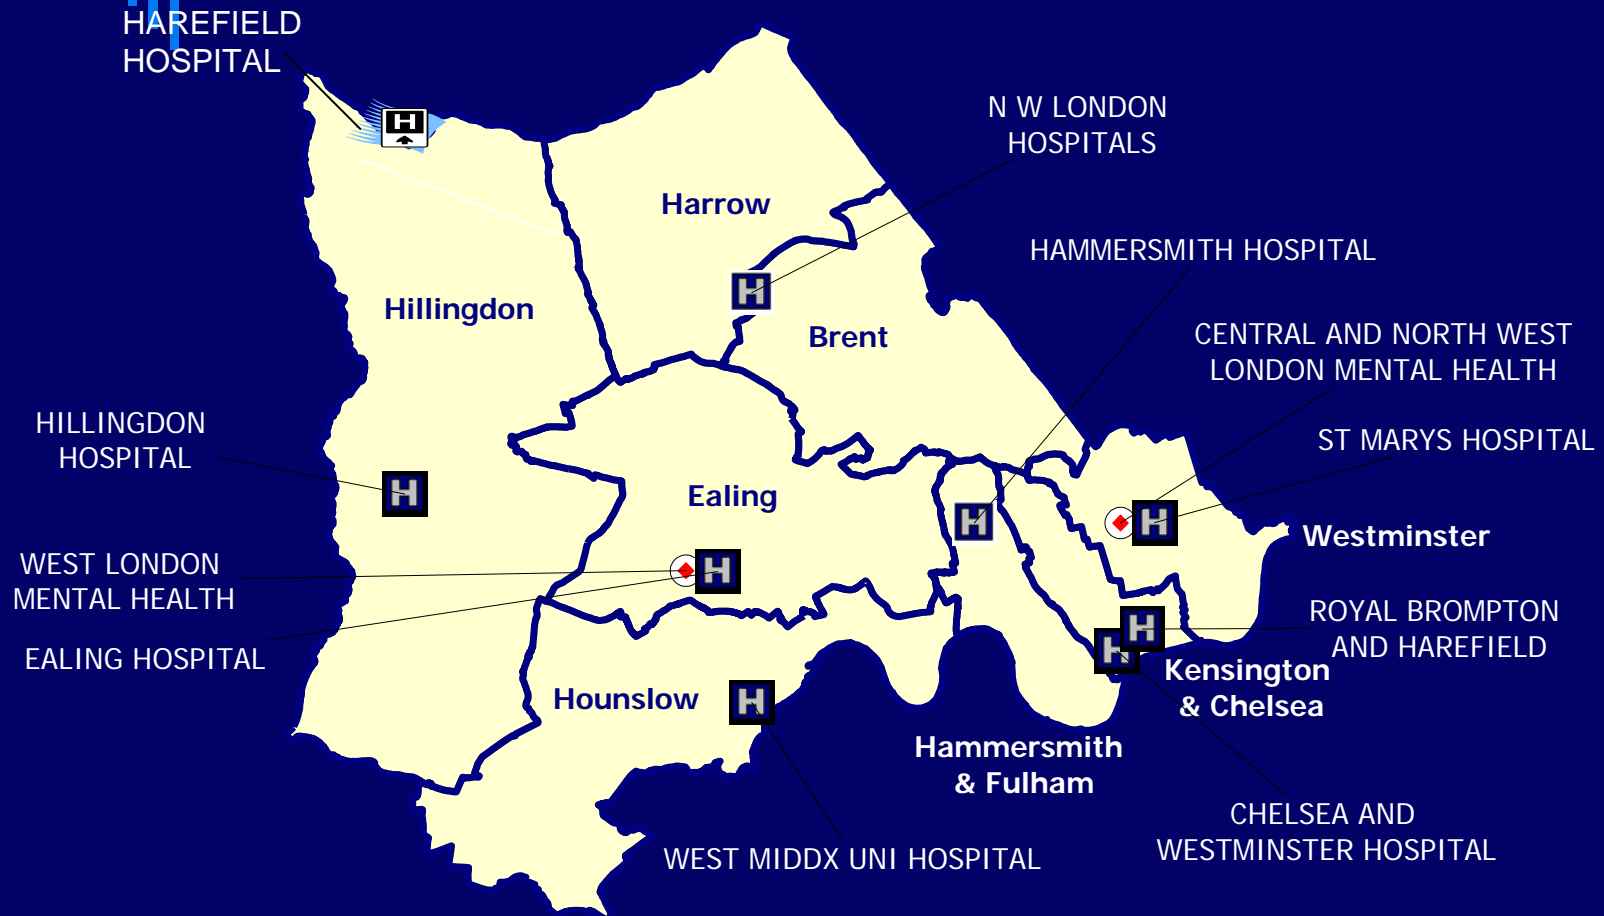 HAREFIELD
HOSPITAL
N W LONDON
HOSPITALS
Harrow
HAMMERSMITH HOSPITAL
Hillingdon
Brent
CENTRAL AND NORTH WEST
LONDON MENTAL HEALTH
HILLINGDON
HOSPITAL
ST MARYS HOSPITAL
Ealing
Westminster
WEST LONDON
MENTAL HEALTH
ROYAL BROMPTON
AND HAREFIELD
EALING HOSPITAL
Kensington
& Chelsea
Hounslow
Hammersmith
& Fulham
CHELSEA AND
WESTMINSTER HOSPITAL
WEST MIDDX UNI HOSPITAL
H
H
H
H
H
H
H
H
H